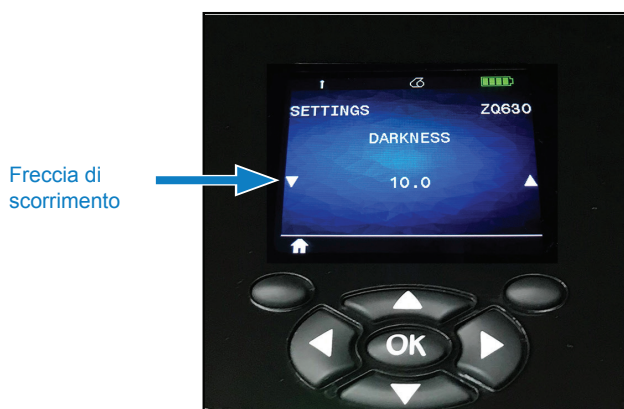 SETTINGS ZQ630
DARKNESS
Freccia di
scorrimento
10.0
OK